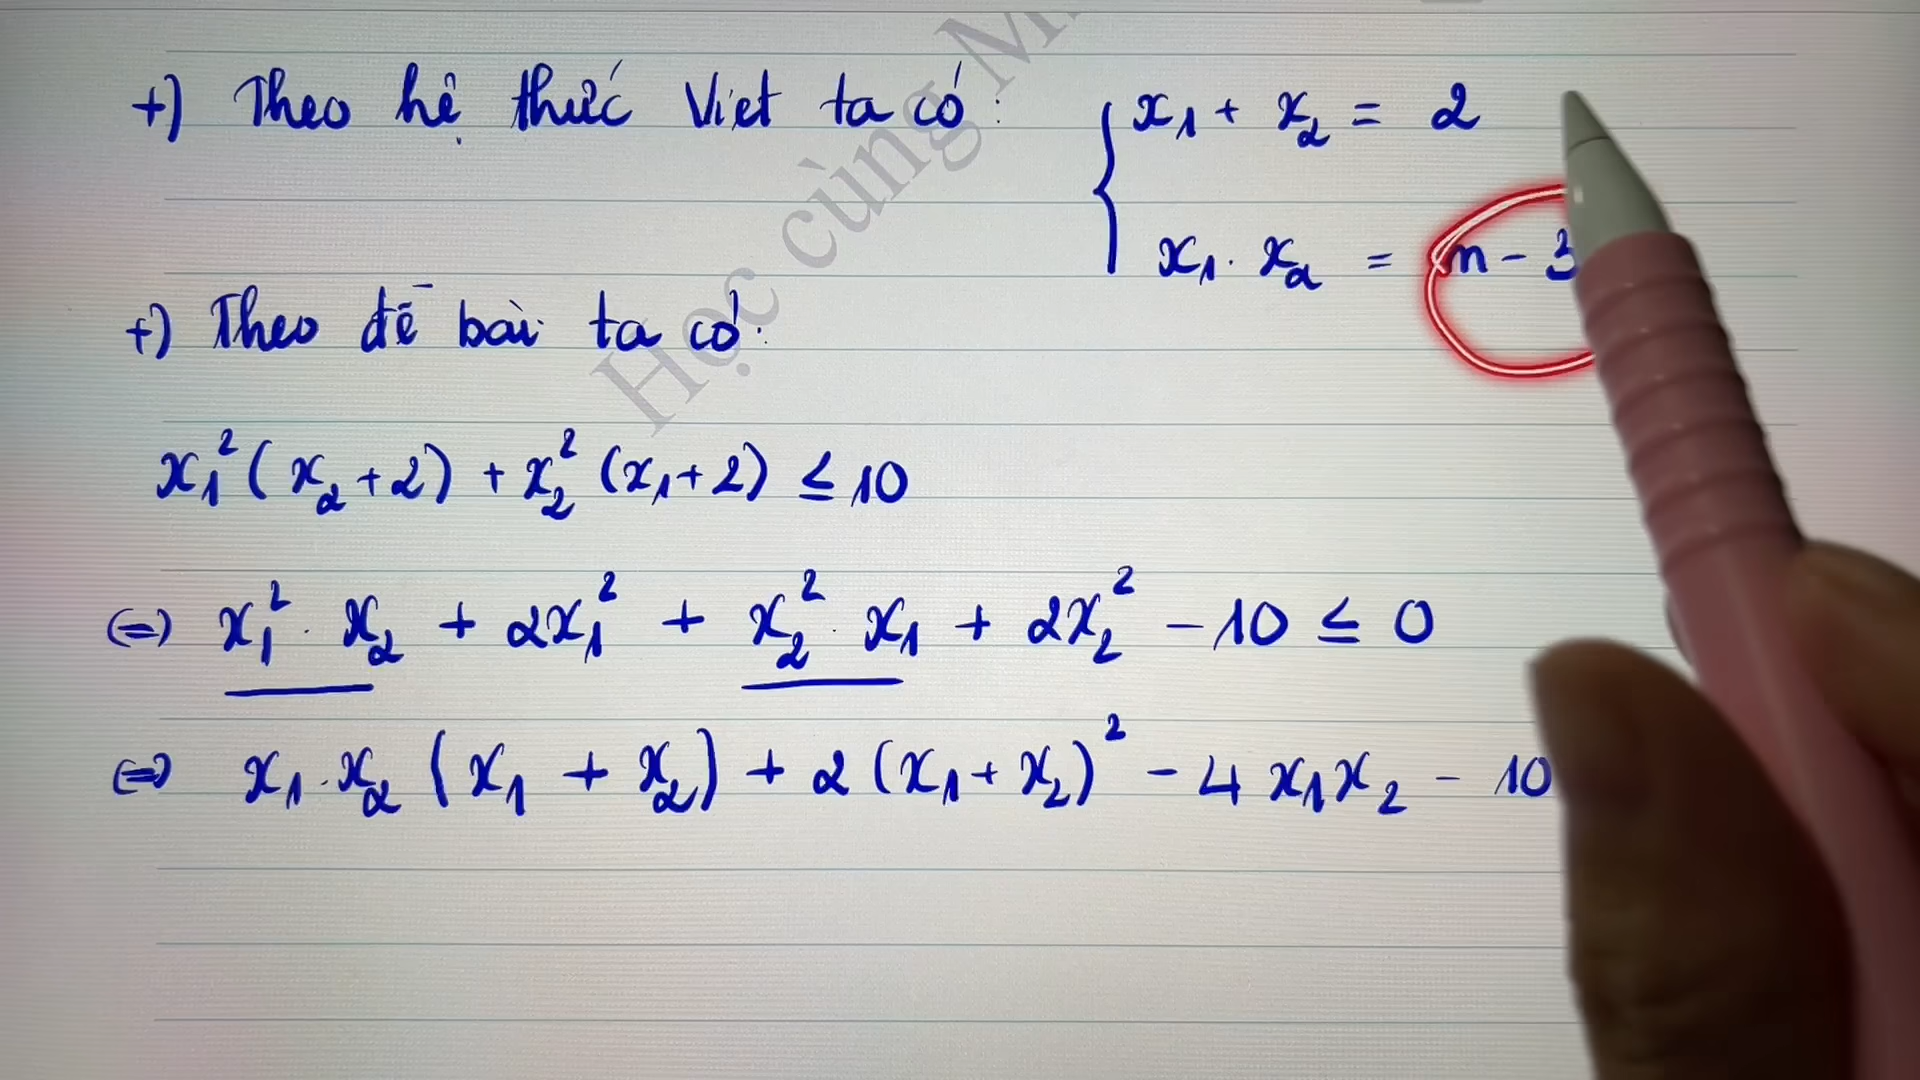 +) Theo hệ thức Viet ta có: { x₁ + x₂ = 2
x₁ . x₂ = m - 3
+) Theo đề bài ta có:
x₁² (x₂ + 2) + x₂² (x₁ + 2) ≤ 10
(=) x₁² . x₂ + 2x₁² + x₂² . x₁ + 2x₂² - 10 ≤ 0
(=) x₁ . x₂ (x₁ + x₂) + 2 (x₁ + x₂)² - 4 x₁x₂ - 10
Học cùng